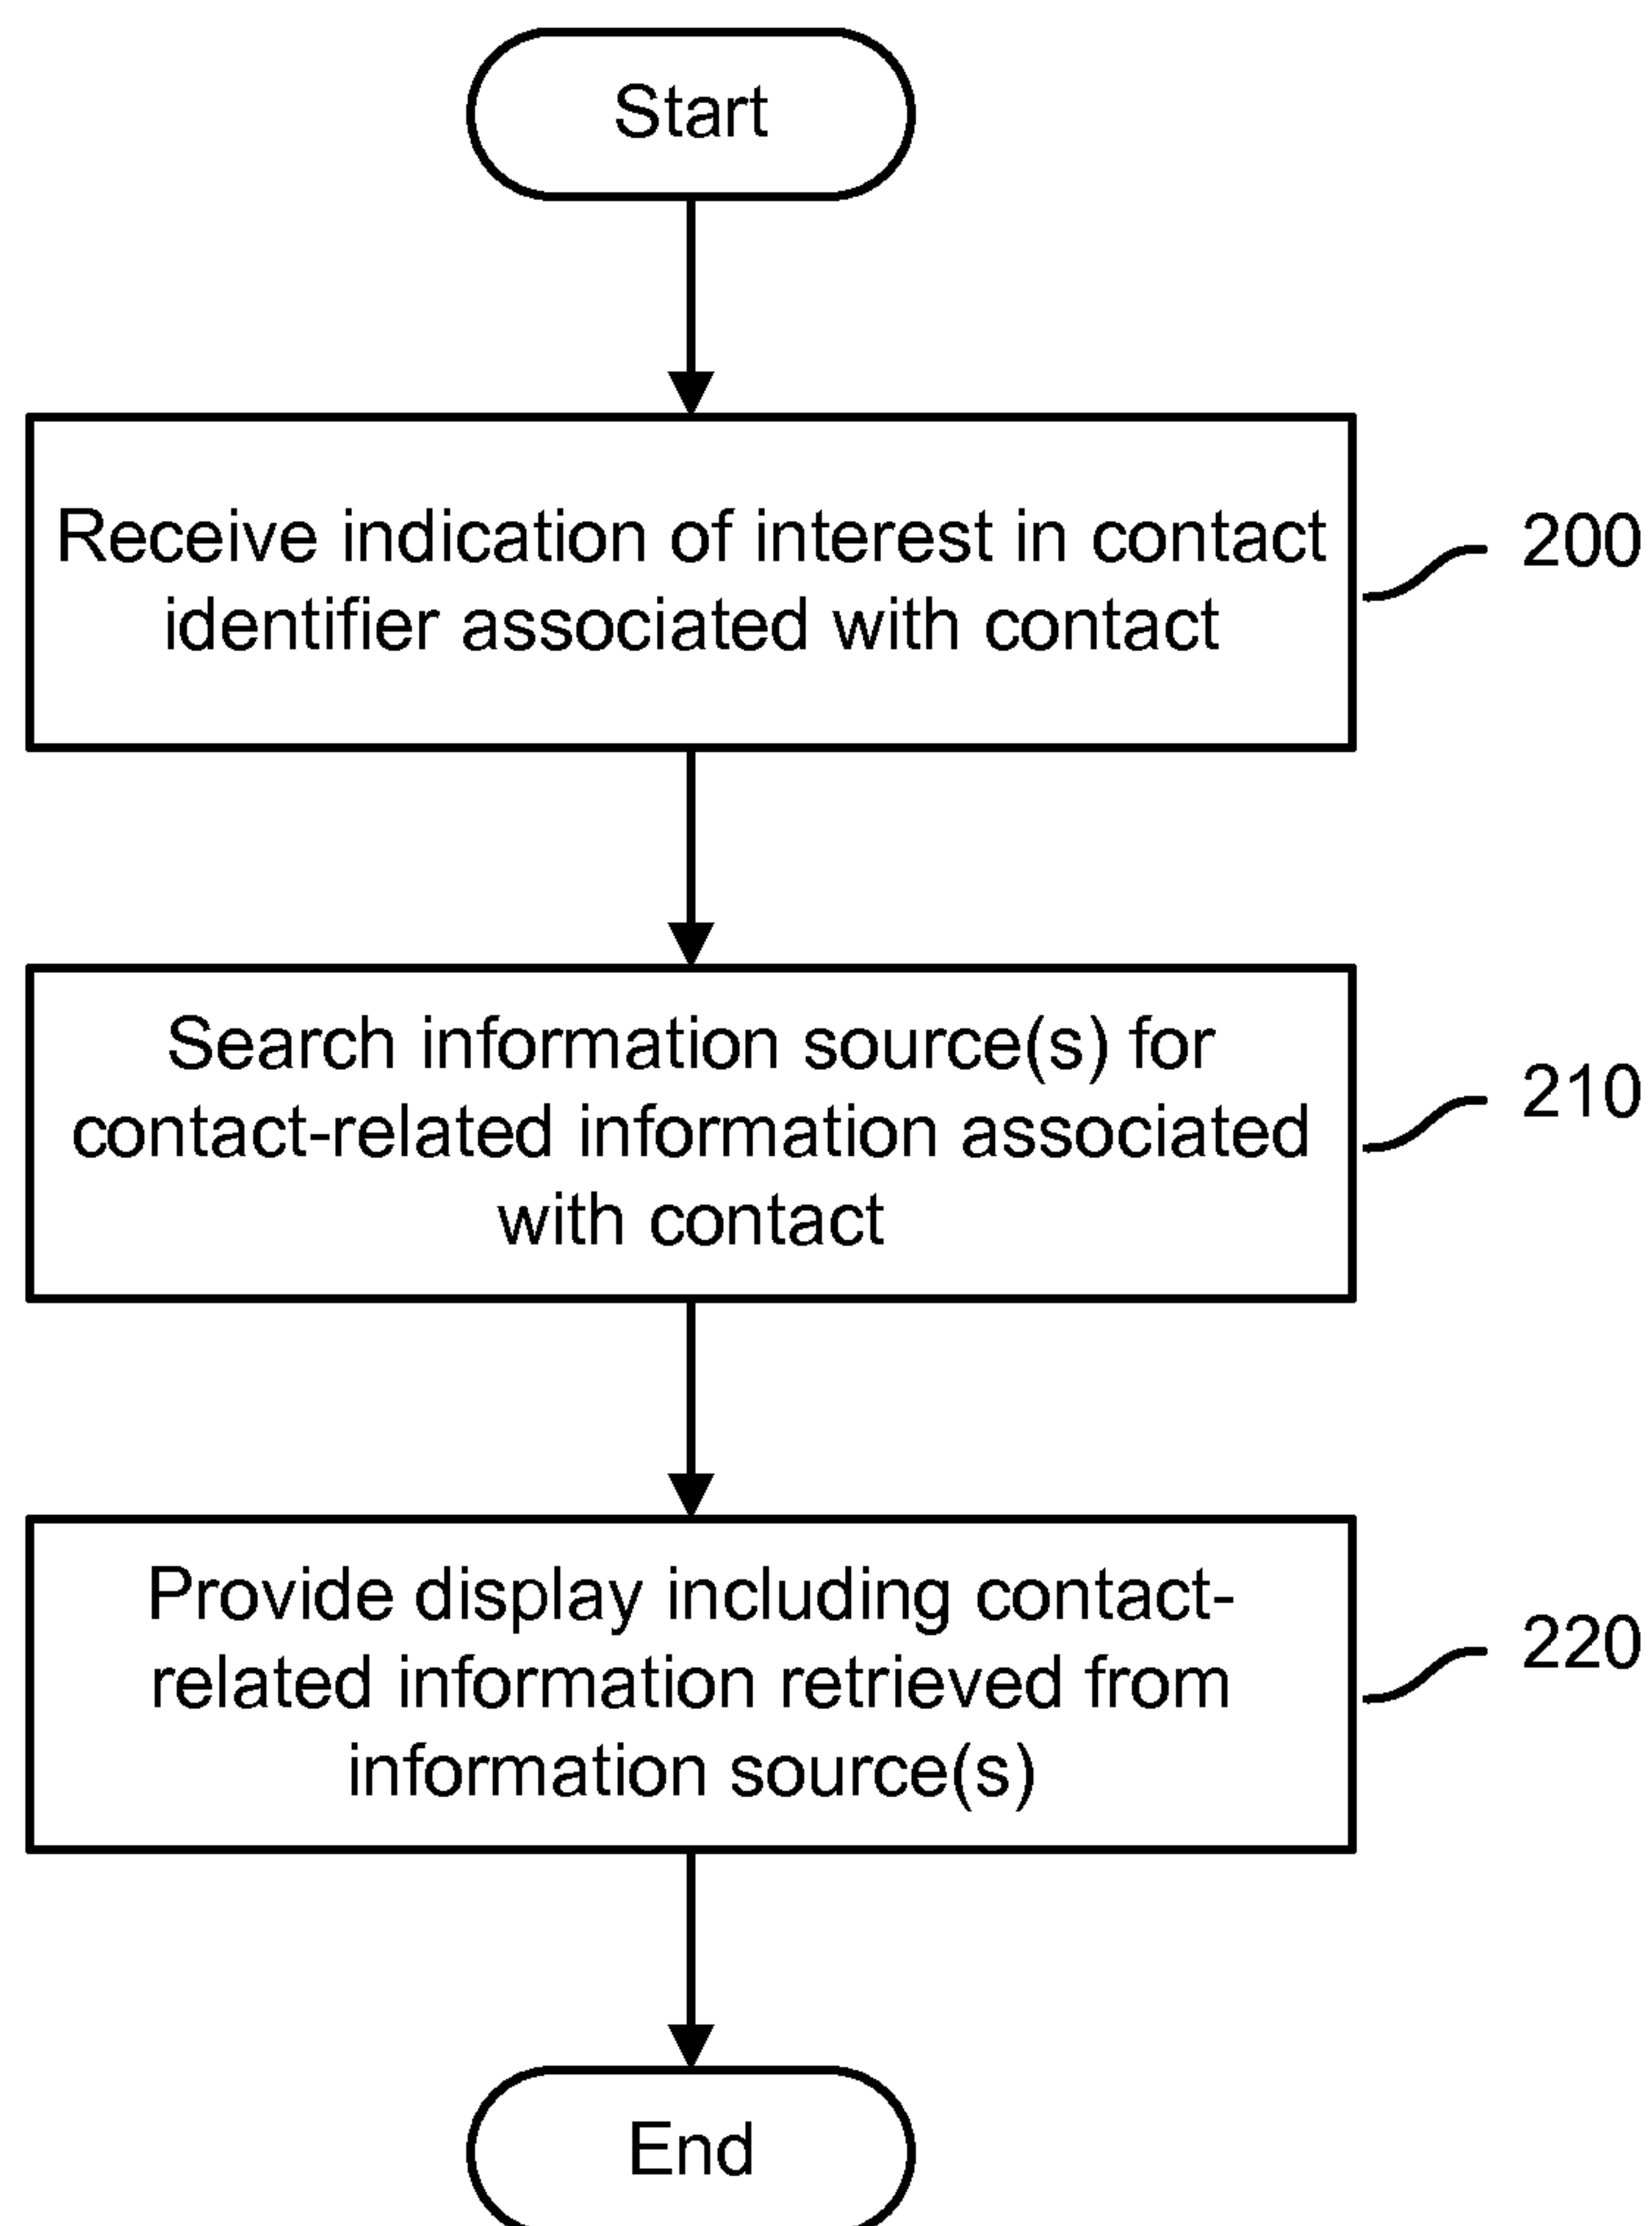 Start
Receive indication of interest in contact
identifier associated with contact
200
Search information source(s) for
contact-related information associated
with contact
210
Provide display including contact-
related information retrieved from
information source(s)
220
End